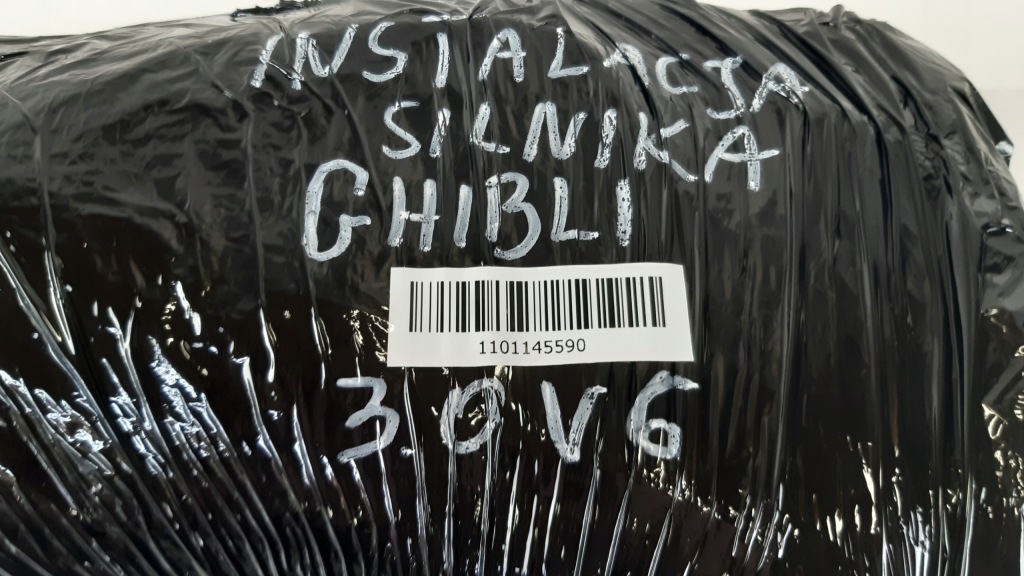 INSTALACJA
SILNIKA
GHIBLI
1101145590
3.0 V6